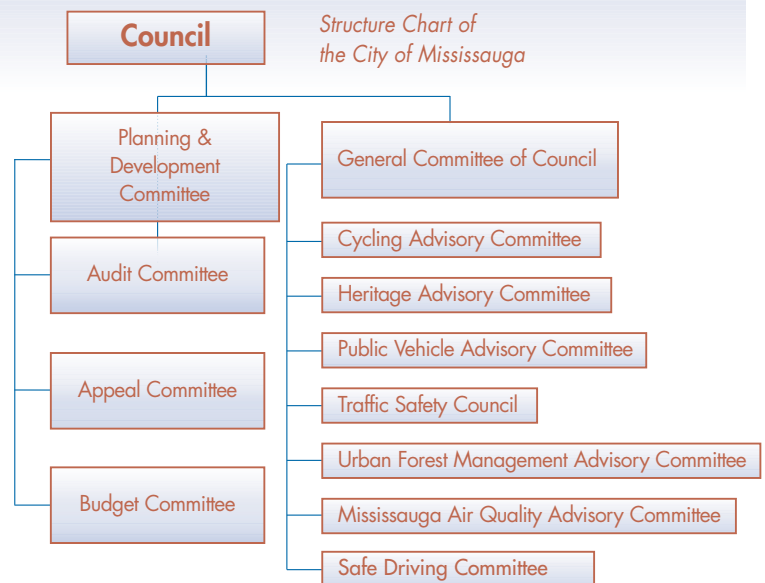 Council
Structure Chart of
the City of Mississauga
Planning &
Development
Committee
General Committee of Council
Audit Committee
Cycling Advisory Committee
Heritage Advisory Committee
Public Vehicle Advisory Committee
Appeal Committee
Traffic Safety Council
Urban Forest Management Advisory Committee
Budget Committee
Mississauga Air Quality Advisory Committee
Safe Driving Committee